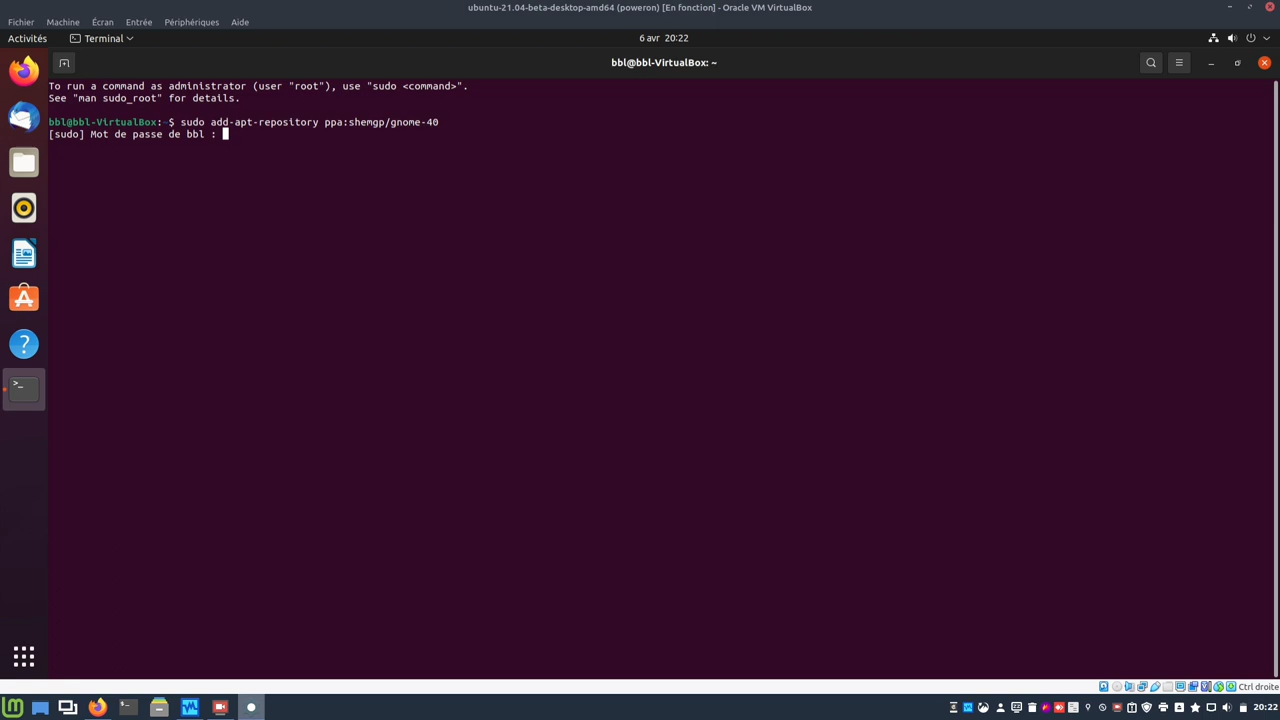 ubuntu-21.04-beta-desktop-amd64 (poweron) [En fonction] - Oracle VM VirtualBox
Fichier Machine Écran Entrée Périphériques Aide
Activités Terminal 6 avr 20:22
bbl@bbl-VirtualBox: ~
To run a command as administrator (user "root"), use "sudo <command>".
See "man sudo_root" for details.
bbl@bbl-VirtualBox:~$ sudo add-apt-repository ppa:shemgp/gnome-40
[sudo] Mot de passe de bbl :
Ctrl droite
20:22